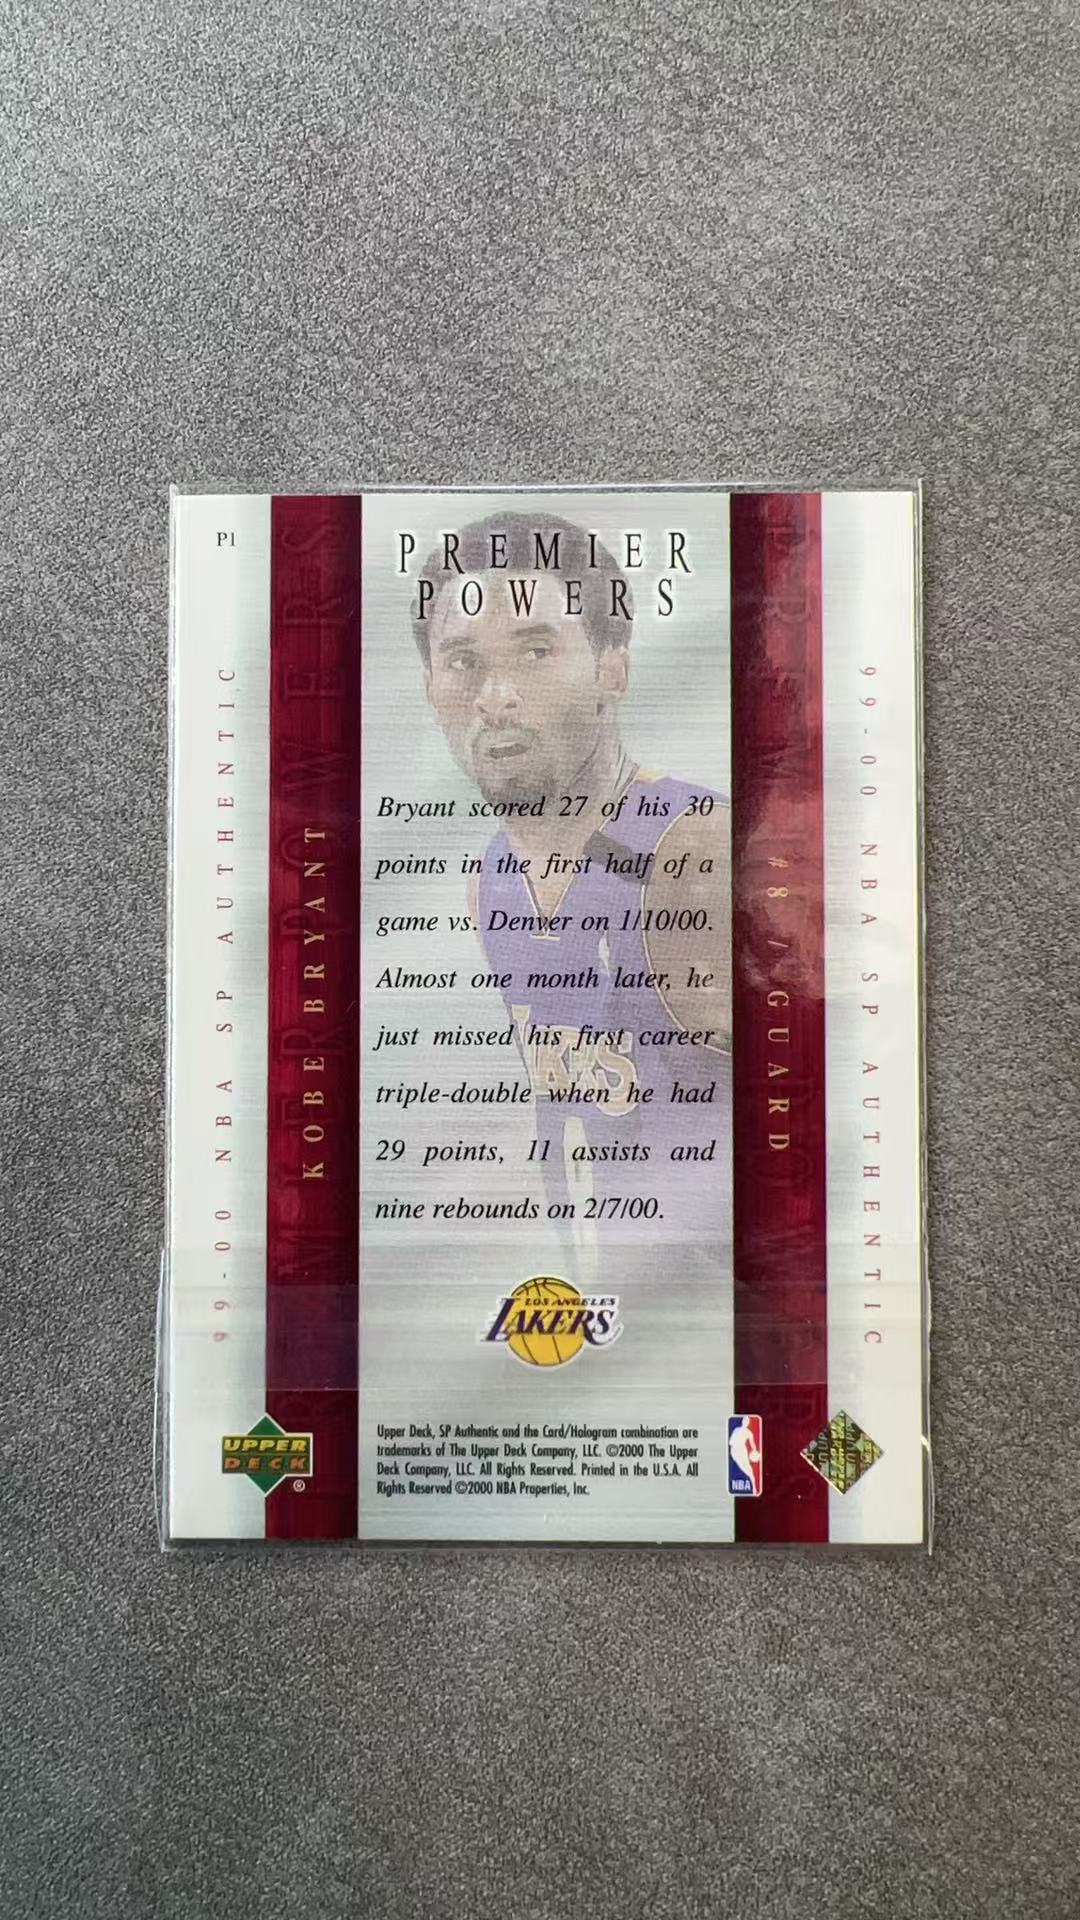 P1
PREMIER
POWERS
99-00 NBA SP AUTHENTIC
KOBE BRYANT
Bryant scored 27 of his 30
points in the first half of a
game vs. Denver on 1/10/00.
Almost one month later, he
just missed his first career
triple-double when he had
29 points, 11 assists and
nine rebounds on 2/7/00.
#8 / GUARD
99-00 NBA SP AUTHENTIC
LOS ANGELES
LAKERS
UPPER
DECK
®
Upper Deck, SP Authentic and the Card/Hologram combination are
trademarks of The Upper Deck Company, LLC. ©2000 The Upper
Deck Company, LLC. All Rights Reserved. Printed in the U.S.A. All
Rights Reserved ©2000 NBA Properties, Inc.
NBA